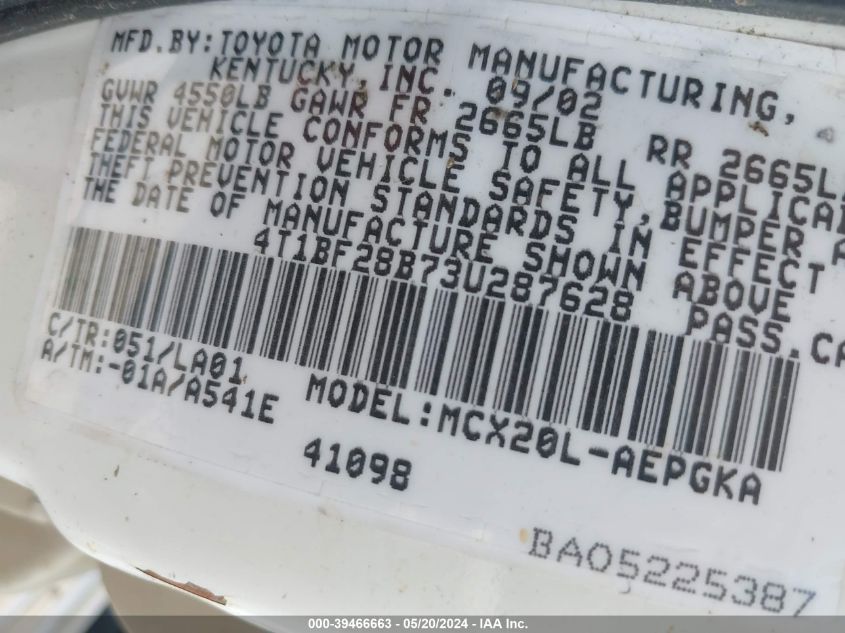 MFD.BY:TOYOTA MOTOR MANUFACTURING,
KENTUCKY,INC. 09/02
GVWR 4550LB GAWR FR 2665LB RR 2665L
THIS VEHICLE CONFORMS TO ALL
FEDERAL MOTOR VEHICLE SAFETY,BUMPER
THEFT PREVENTION STANDARDS IN EFFECT
THE DATE OF MANUFACTURE SHOWN ABOVE
4T1BF28B73U287628 PASS.CA
C/TR:051/LA01
A/TM:-01A/A541E
MODEL:MCX20L-AEPGKA
41098
BA05225387
000-39466663 - 05/20/2024 - IAA Inc.